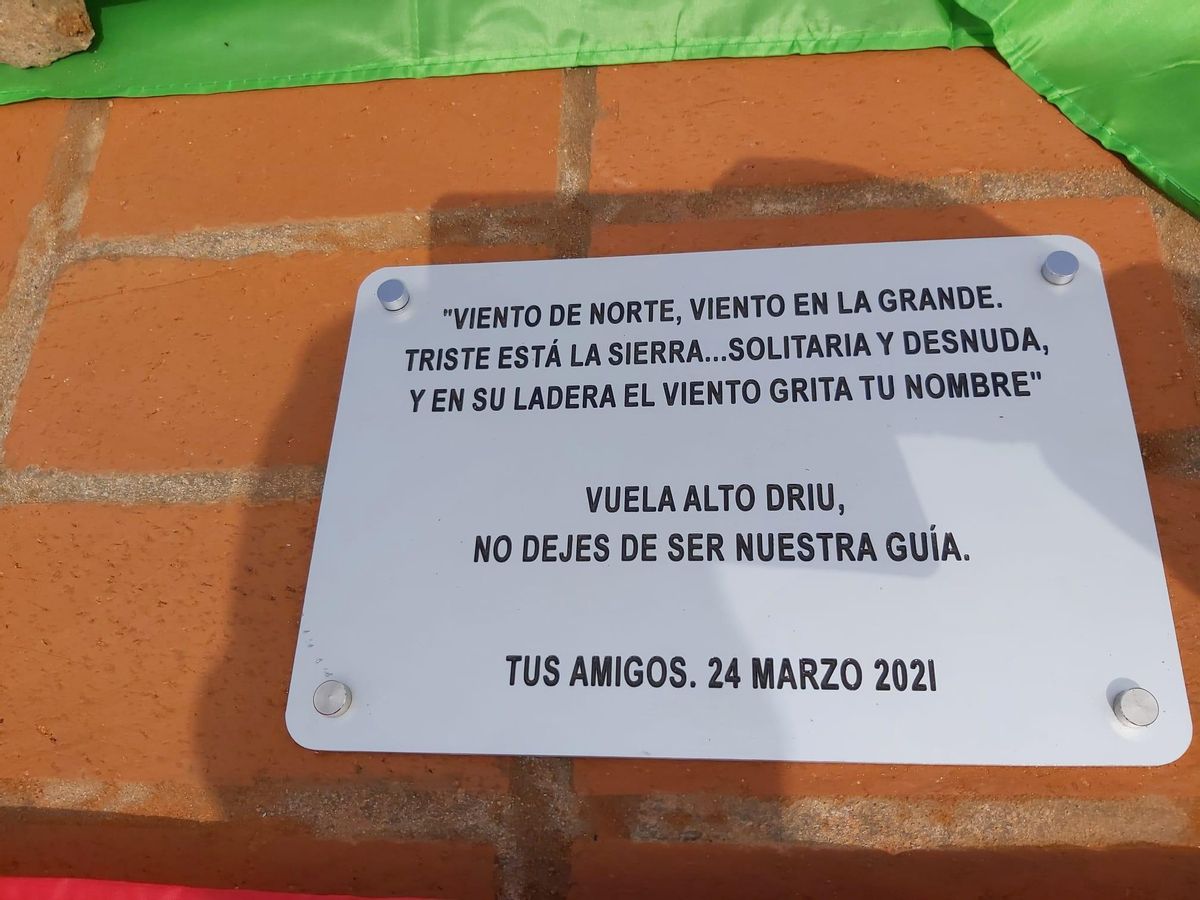 "VIENTO DE NORTE, VIENTO EN LA GRANDE.
TRISTE ESTÁ LA SIERRA...SOLITARIA Y DESNUDA,
Y EN SU LADERA EL VIENTO GRITA TU NOMBRE"
VUELA ALTO DRIU,
NO DEJES DE SER NUESTRA GUÍA.
TUS AMIGOS. 24 MARZO 2021